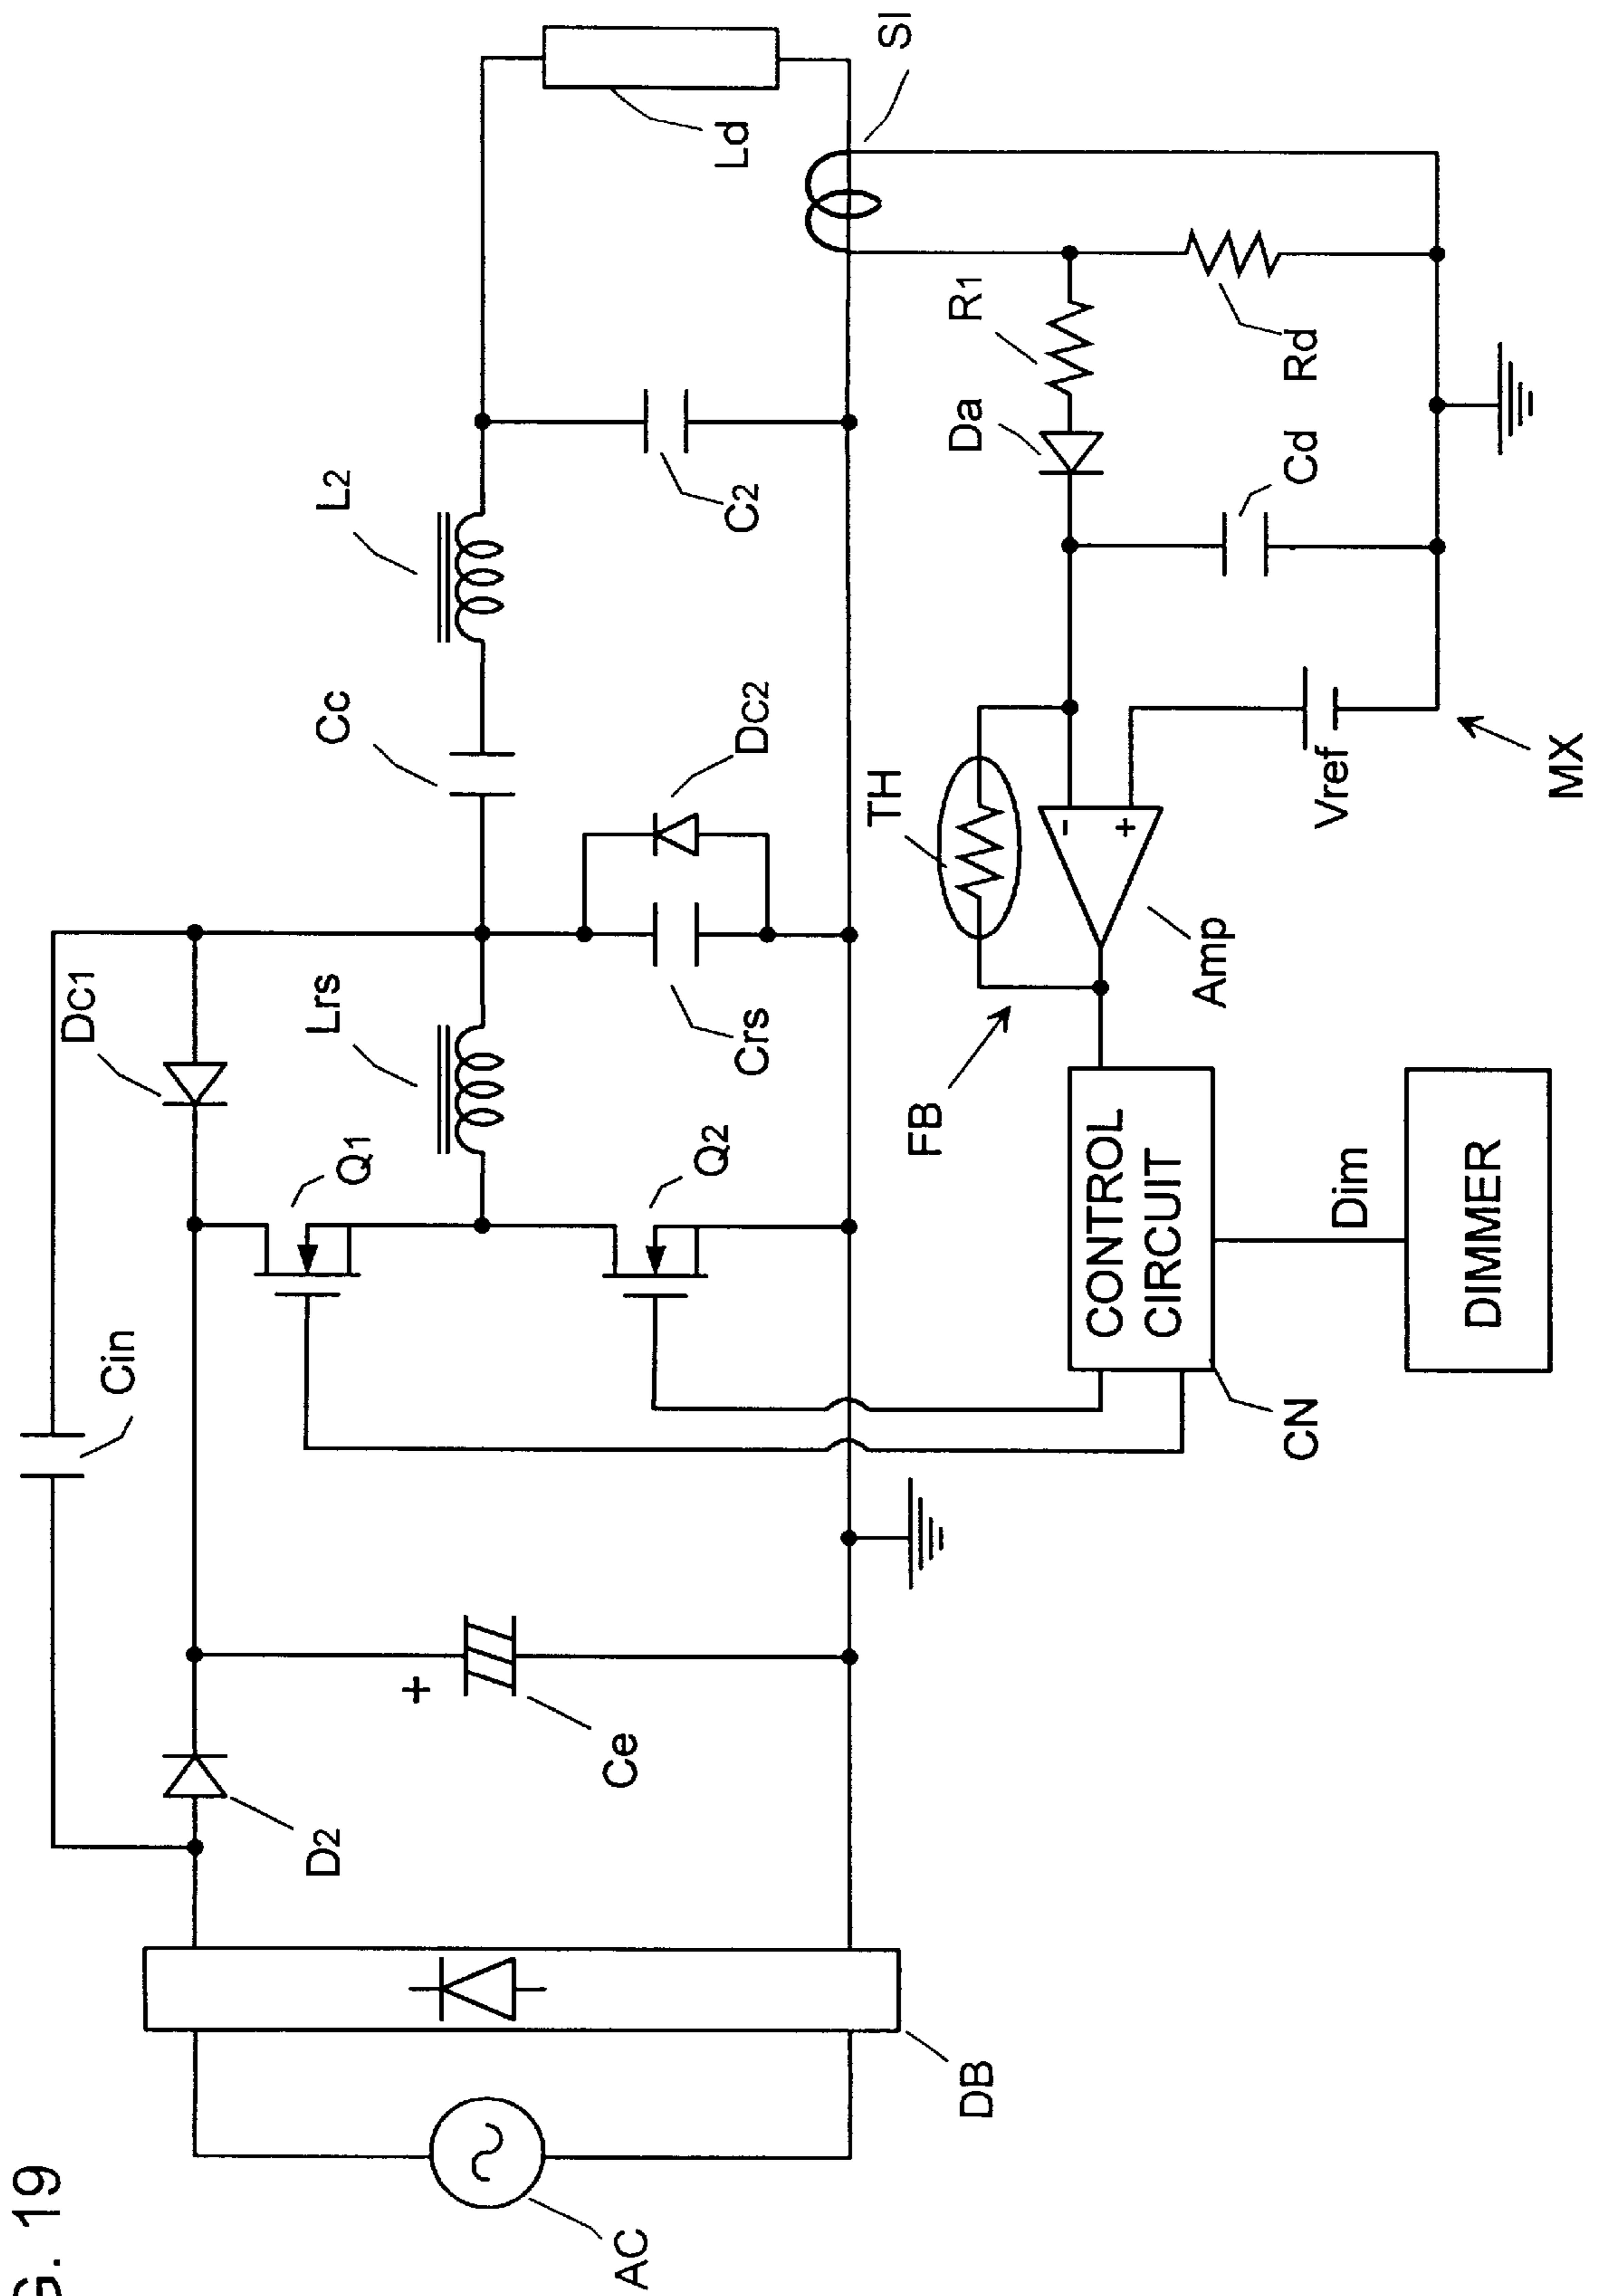 G. 19
Cin
DC1
D2
Q1
Lrs
Cc
L2
Ld
SI
+
Ce
Q2
Crs
DC2
C2
AC
DB
TH
Da
R1
FB
-
+
Amp
Vref
Cd
Rd
MX
CONTROL
CIRCUIT
CN
Dim
DIMMER